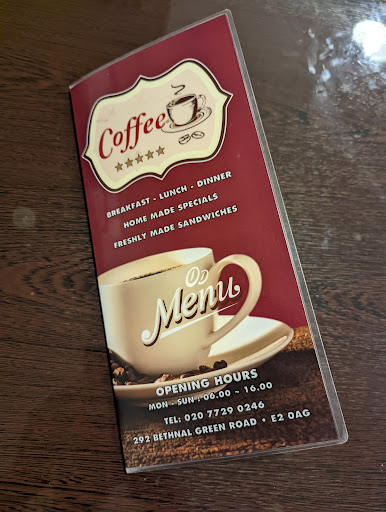 Coffee
BREAKFAST - LUNCH - DINNER
HOME MADE SPECIALS
FRESHLY MADE SANDWICHES
Menu
OPENING HOURS
MON - SUN : 06.00 ~ 16.00
TEL: 020 7729 0246
292 BETHNAL GREEN ROAD • E2 0AG